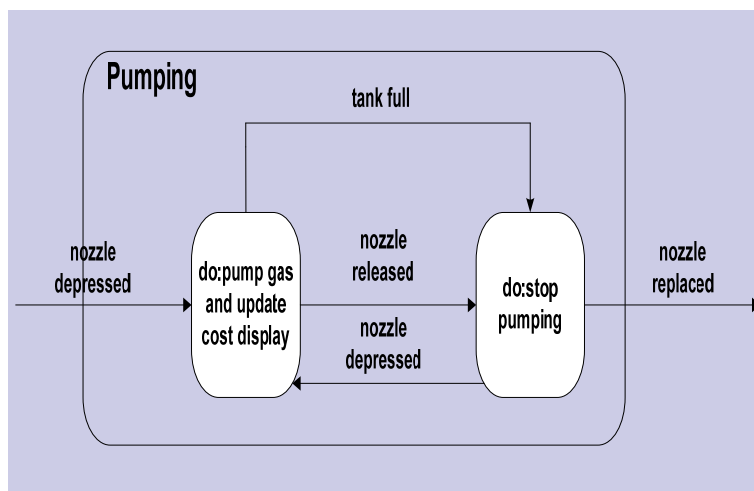 Pumping
tank full
nozzle
depressed
do:pump gas
and update
cost display
nozzle
released
nozzle
depressed
do:stop
pumping
nozzle
replaced